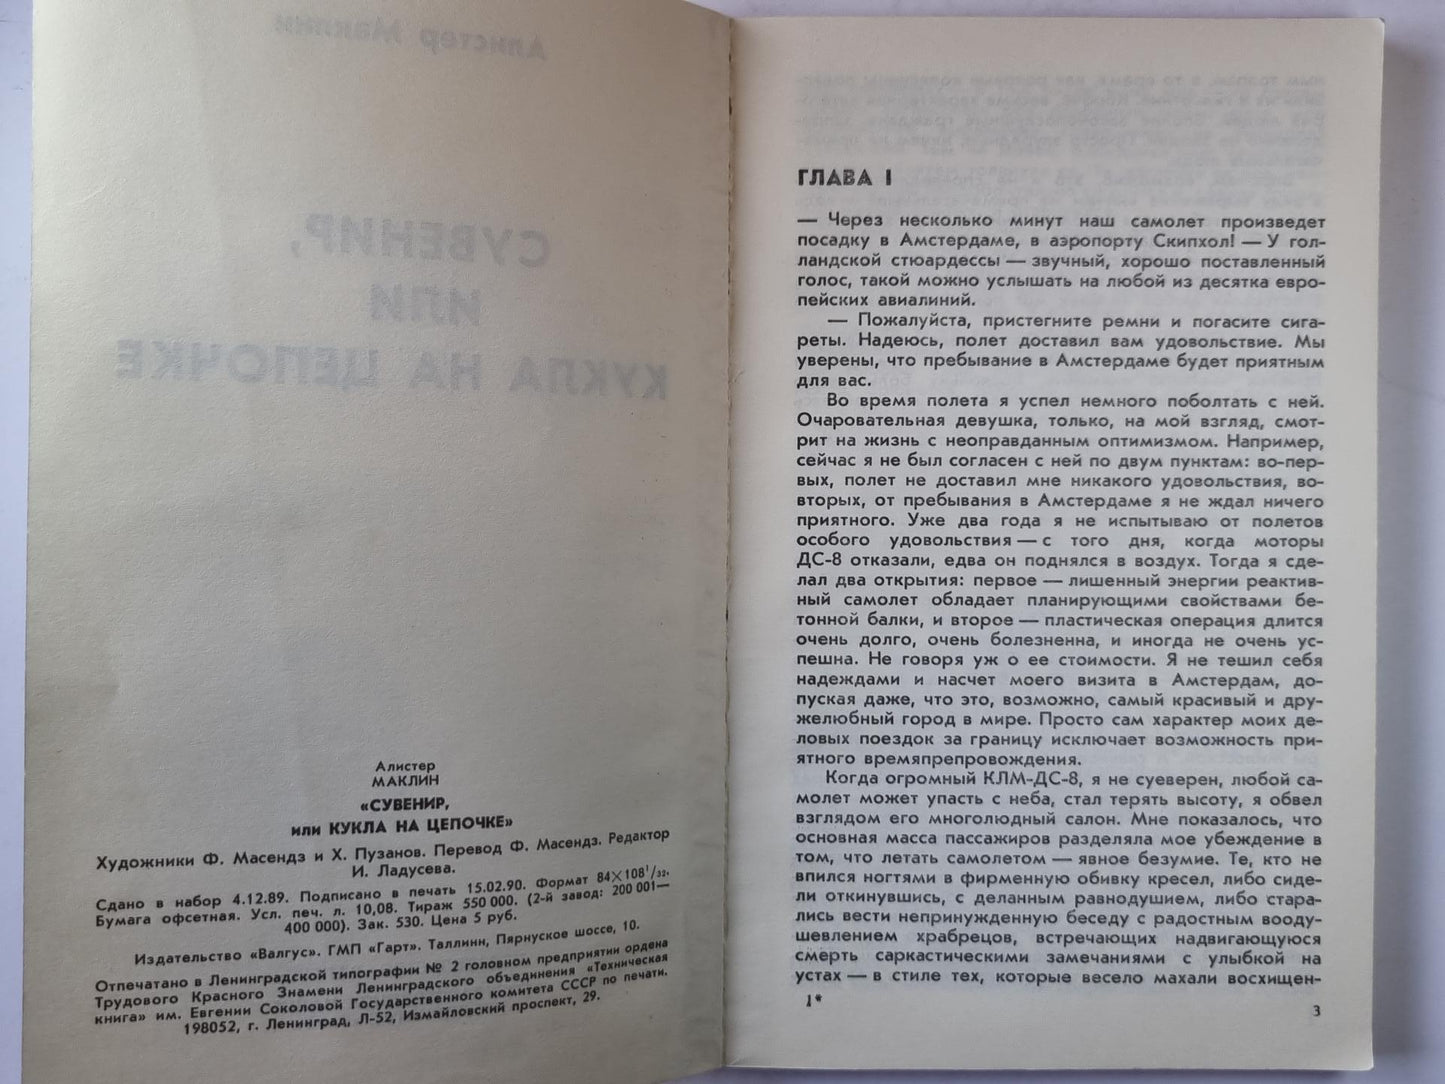 Алистер
МАКЛИН
«СУВЕНИР,
или КУКЛА НА ЦЕПОЧКЕ»
Художники Ф. Масендз и Х. Пузанов. Перевод Ф. Масендз. Редактор
И. Ладусева.
Сдано в набор 4.12.89. Подписано в печать 15.02.90. Формат 84×108¹/₃₂.
Бумага офсетная. Усл. печ. л. 10,08. Тираж 550 000. (2-й завод: 200 001—
400 000). Зак. 530. Цена 5 руб.
Издательство «Валгус». ГМП «Гарт». Таллинн, Пярнуское шоссе, 10.
Отпечатано в Ленинградской типографии № 2 головном предприятии ордена
Трудового Красного Знамени Ленинградского объединения «Техническая
книга» им. Евгении Соколовой Государственного комитета СССР по печати.
198052, г. Ленинград, Л-52, Измайловский проспект, 29.
ГЛАВА I
— Через несколько минут наш самолет произведет
посадку в Амстердаме, в аэропорту Скипхол! — У гол-
ландской стюардессы — звучный, хорошо поставленный
голос, такой можно услышать на любой из десятка евро-
пейских авиалиний.
— Пожалуйста, пристегните ремни и погасите сига-
реты. Надеюсь, полет доставил вам удовольствие. Мы
уверены, что пребывание в Амстердаме будет приятным
для вас.
Во время полета я успел немного поболтать с ней.
Очаровательная девушка, только, на мой взгляд, смот-
рит на жизнь с неоправданным оптимизмом. Например,
сейчас я не был согласен с ней по двум пунктам: во-пер-
вых, полет не доставил мне никакого удовольствия, во-
вторых, от пребывания в Амстердаме я не ждал ничего
приятного. Уже два года я не испытываю от полетов
особого удовольствия — с того дня, когда моторы
ДС-8 отказали, едва он поднялся в воздух. Тогда я сде-
лал два открытия: первое — лишенный энергии реактив-
ный самолет обладает планирующими свойствами бе-
тонной балки, и второе — пластическая операция длится
очень долго, очень болезненна, и иногда не очень ус-
пешна. Не говоря уж о ее стоимости. Я не тешил себя
надеждами и насчет моего визита в Амстердам, до-
пуская даже, что это, возможно, самый красивый и дру-
желюбный город в мире. Просто сам характер моих де-
ловых поездок за границу исключает возможность при-
ятного времяпрепровождения.
Когда огромный КЛМ-ДС-8, я не суеверен, любой са-
молет может упасть с неба, стал терять высоту, я обвел
взглядом его многолюдный салон. Мне показалось, что
основная масса пассажиров разделяла мое убеждение в
том, что летать самолетом — явное безумие. Те, кто не
впился ногтями в фирменную обивку кресел, либо сиде-
ли откинувшись, с деланным равнодушием, либо стара-
лись вести непринужденную беседу с радостным вооду-
шевлением храбрецов, встречающих надвигающуюся
смерть саркастическими замечаниями с улыбкой на
устах — в стиле тех, которые весело махали восхищен-
1*
3